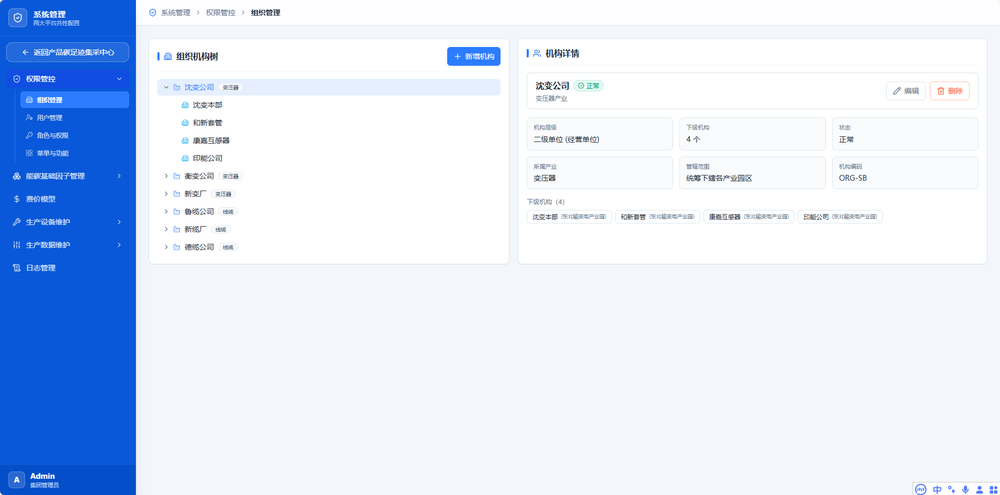 系统管理
两大平台共性配置
返回产品碳足迹集采中心
权限管控
组织管理
用户管理
角色与权限
菜单与功能
能碳基础因子管理
费价模型
生产设备维护
生产数据维护
日志管理
A
Admin
集团管理员
系统管理 > 权限管控 > 组织管理
组织机构树
新增机构
沈变公司 变压器
沈变本部
和新套管
康嘉互感器
印能公司
衡变公司 变压器
新变厂 变压器
鲁缆公司 线缆
新缆厂 线缆
德缆公司 线缆
机构详情
沈变公司 正常
变压器产业
编辑 删除
机构层级
二级单位 (经营单位)
下级机构
4 个
状态
正常
所属产业
变压器
管辖范围
统筹下辖各产业园区
机构编码
ORG-SB
下级机构 (4)
沈变本部 (东北输变电产业园) 和新套管 (东北输变电产业园) 康嘉互感器 (东北输变电产业园) 印能公司 (东北输变电产业园)
iFLY 中